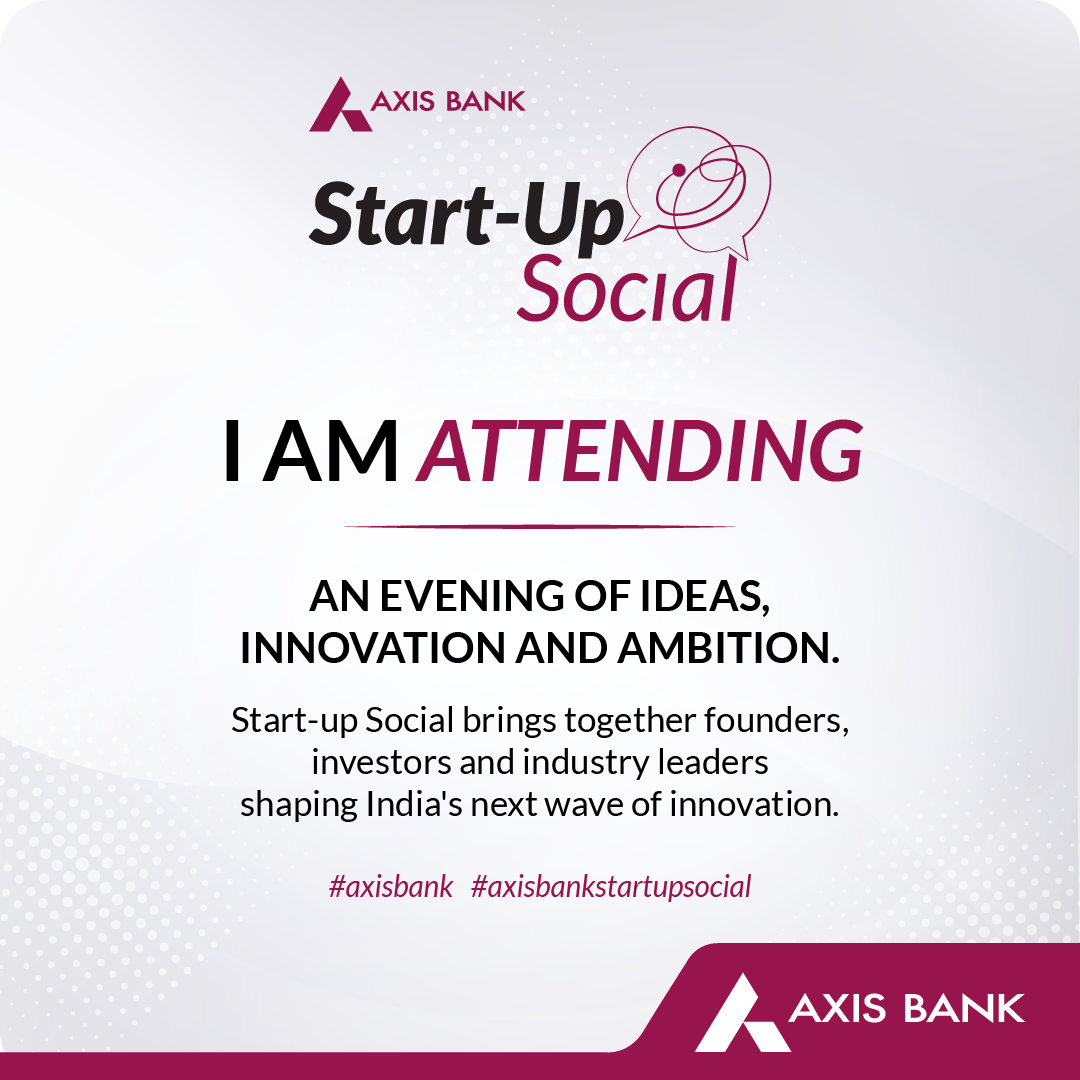 AXIS BANK
Start-Up
Social
I AM ATTENDING
AN EVENING OF IDEAS,
INNOVATION AND AMBITION.
Start-up Social brings together founders,
investors and industry leaders
shaping India's next wave of innovation.
#axisbank #axisbankstartupsocial
AXIS BANK